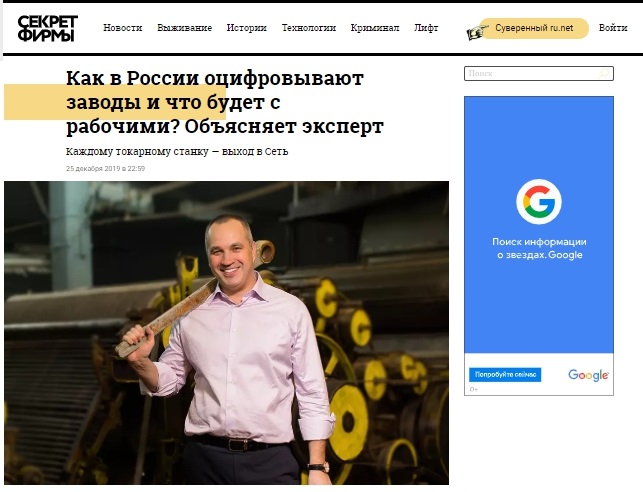 СЕКРЕТ
ФИРМЫ
Новости Выживание Истории Технологии Криминал Лифт Суверенный ru.net Войти
Как в России оцифровывают
заводы и что будет с
рабочими? Объясняет эксперт
Каждому токарному станку — выход в Сеть
25 декабря 2019 в 22:59
Поиск
G
Поиск информации
о звездах. Google
Попробуйте сейчас
Google